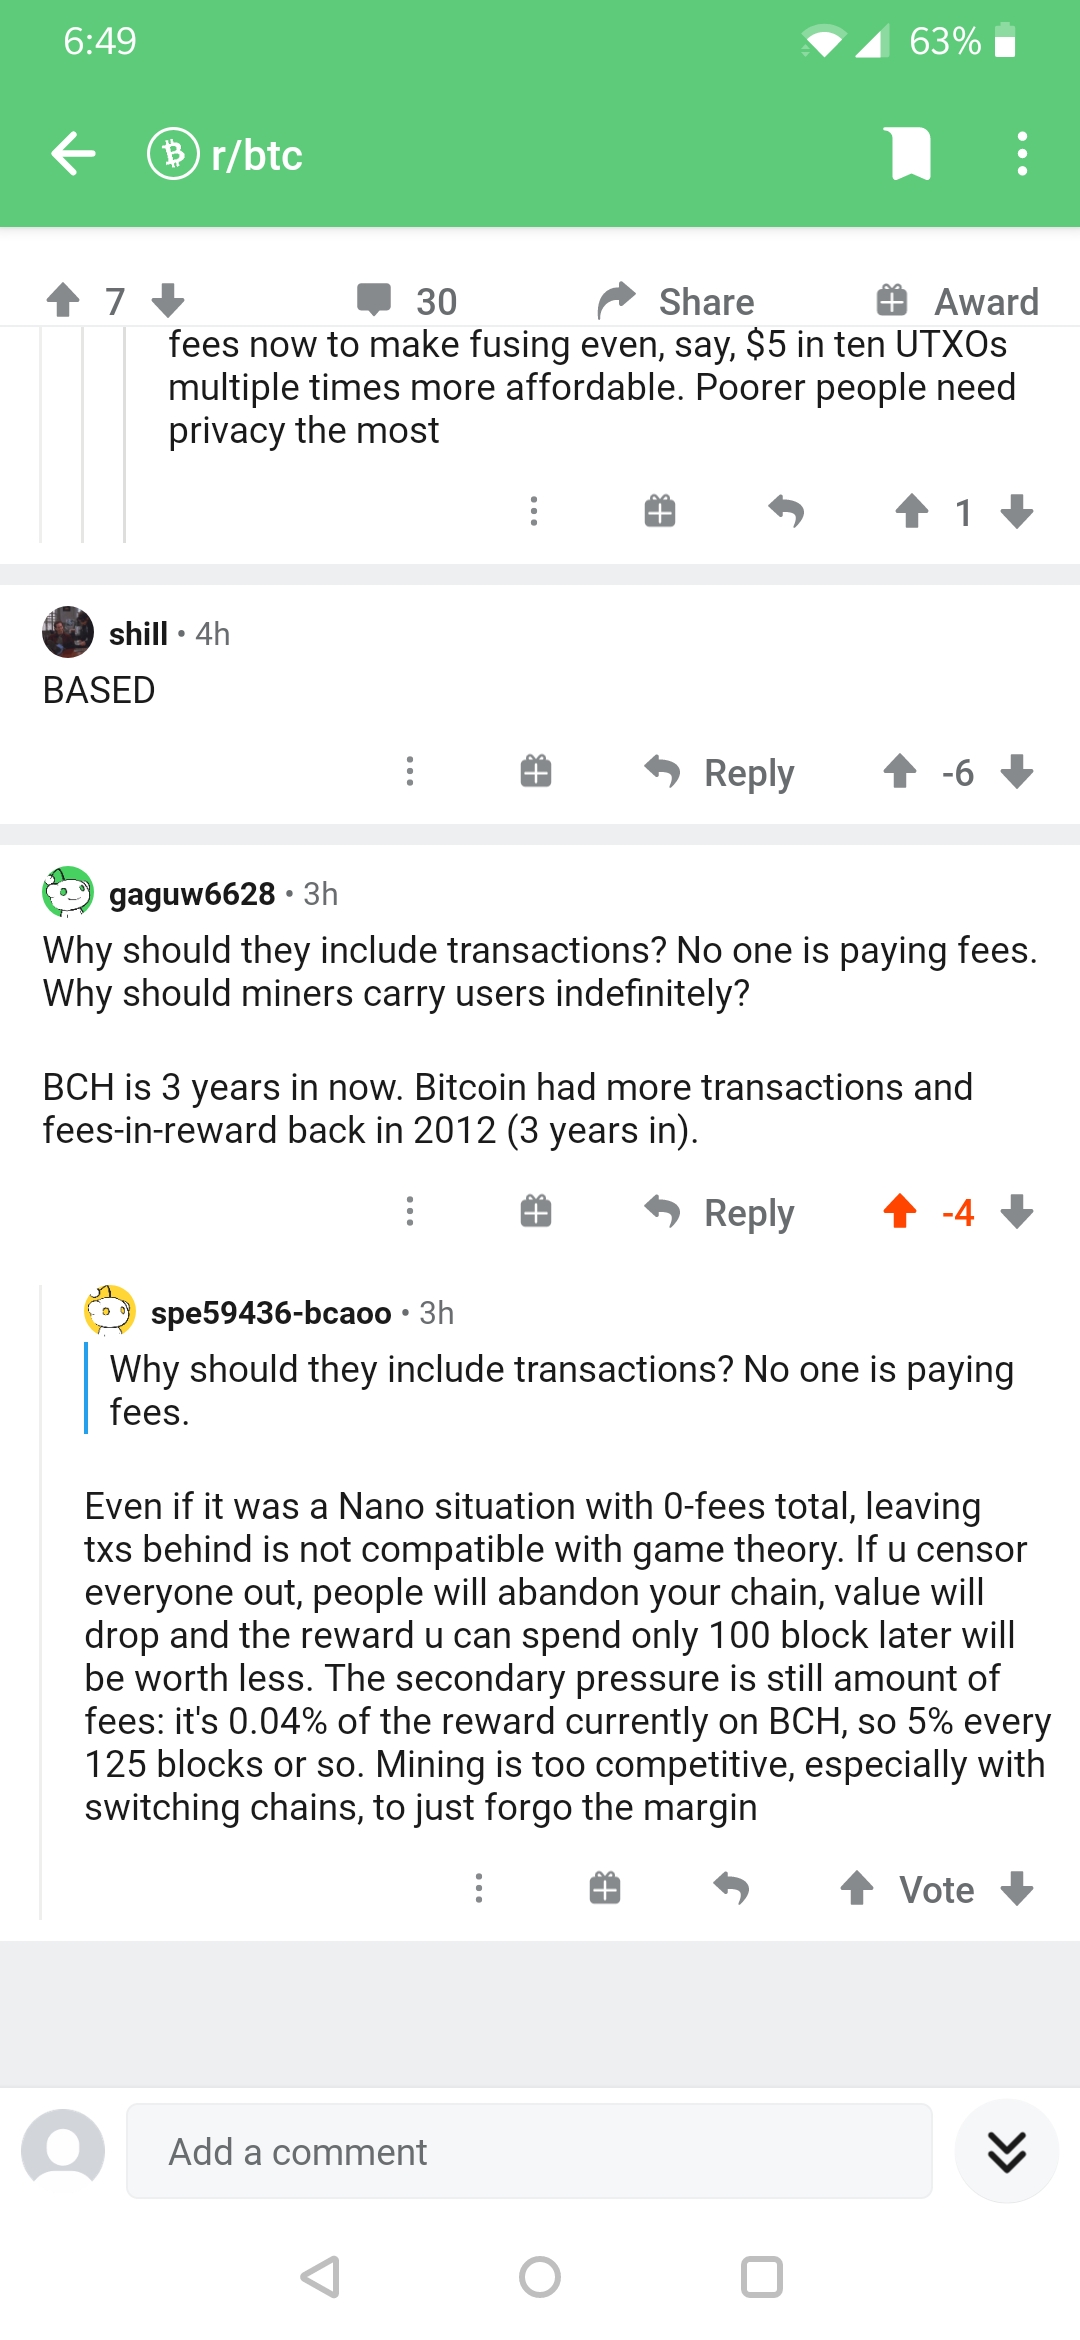 6:49
63%
r/btc
7
30
Share
Award
fees now to make fusing even, say, $5 in ten UTXOs
multiple times more affordable. Poorer people need
privacy the most
1
shill • 4h
BASED
Reply
-6
gaguw6628 • 3h
Why should they include transactions? No one is paying fees.
Why should miners carry users indefinitely?
BCH is 3 years in now. Bitcoin had more transactions and
fees-in-reward back in 2012 (3 years in).
Reply
-4
spe59436-bcaoo • 3h
Why should they include transactions? No one is paying
fees.
Even if it was a Nano situation with 0-fees total, leaving
txs behind is not compatible with game theory. If u censor
everyone out, people will abandon your chain, value will
drop and the reward u can spend only 100 block later will
be worth less. The secondary pressure is still amount of
fees: it's 0.04% of the reward currently on BCH, so 5% every
125 blocks or so. Mining is too competitive, especially with
switching chains, to just forgo the margin
Vote
Add a comment